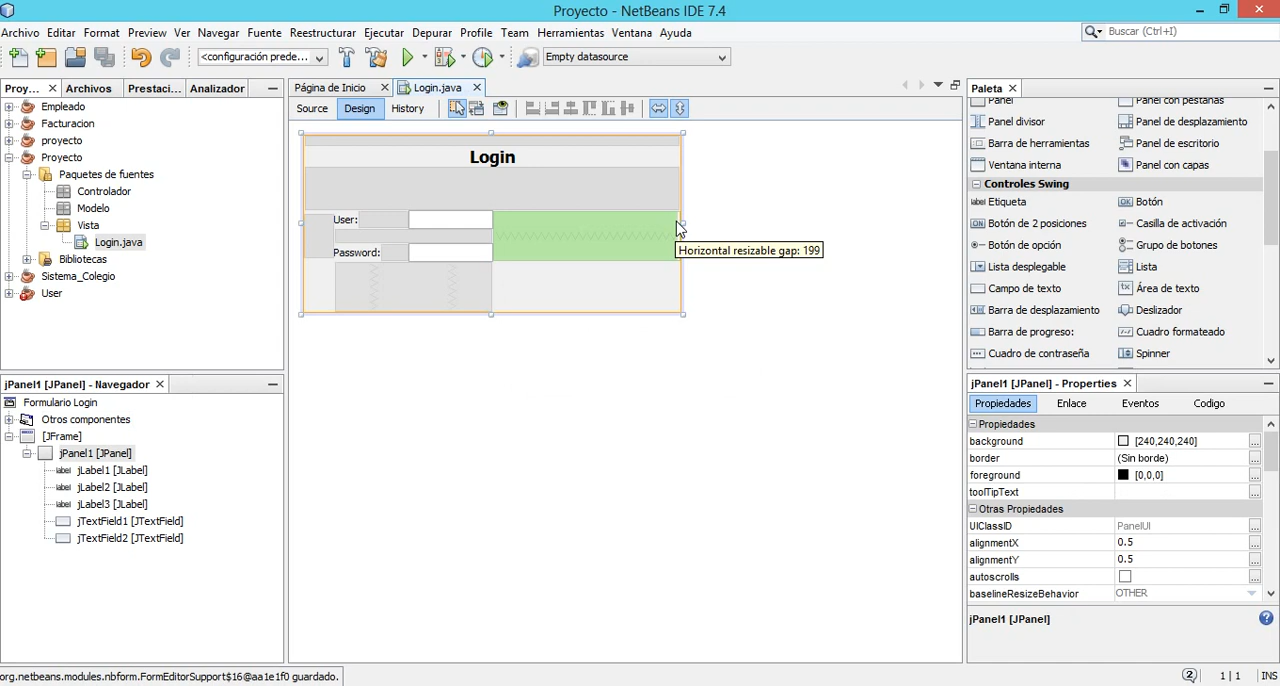 Proyecto - NetBeans IDE 7.4
Archivo Editar Format Preview Ver Navegar Fuente Reestructurar Ejecutar Depurar Profile Team Herramientas Ventana Ayuda
Buscar (Ctrl+I)
<configuración prede...
Empty datasource
Proy...
Archivos
Prestaci...
Analizador
Empleado
Facturacion
proyecto
Proyecto
Paquetes de fuentes
Controlador
Modelo
Vista
Login.java
Bibliotecas
Sistema_Colegio
User
jPanel1 [JPanel] - Navegador
Formulario Login
Otros componentes
[JFrame]
jPanel1 [JPanel]
jLabel1 [JLabel]
jLabel2 [JLabel]
jLabel3 [JLabel]
jTextField1 [JTextField]
jTextField2 [JTextField]
Página de Inicio
Login.java
Source Design History
Login
User:
Password:
Horizontal resizable gap: 199
Paleta
Panel Panel con pestañas
Panel divisor Panel de desplazamiento
Barra de herramientas Panel de escritorio
Ventana interna Panel con capas
Controles Swing
label Etiqueta OK Botón
ON Botón de 2 posiciones Casilla de activación
Botón de opción Grupo de botones
Lista desplegable Lista
Campo de texto Área de texto
Barra de desplazamiento Deslizador
Barra de progreso: Cuadro formateado
Cuadro de contraseña Spinner
jPanel1 [JPanel] - Properties
Propiedades Enlace Eventos Codigo
Propiedades
background [240,240,240] ...
border (Sin borde) ...
foreground [0,0,0] ...
toolTipText ...
Otras Propiedades
UIClassID PanelUI ...
alignmentX 0.5 ...
alignmentY 0.5 ...
autoscrolls ...
baselineResizeBehavior OTHER
jPanel1 [JPanel]
org.netbeans.modules.nbform.FormEditorSupport$16@aa1e1f0 guardado.
2 1 | 1 INS